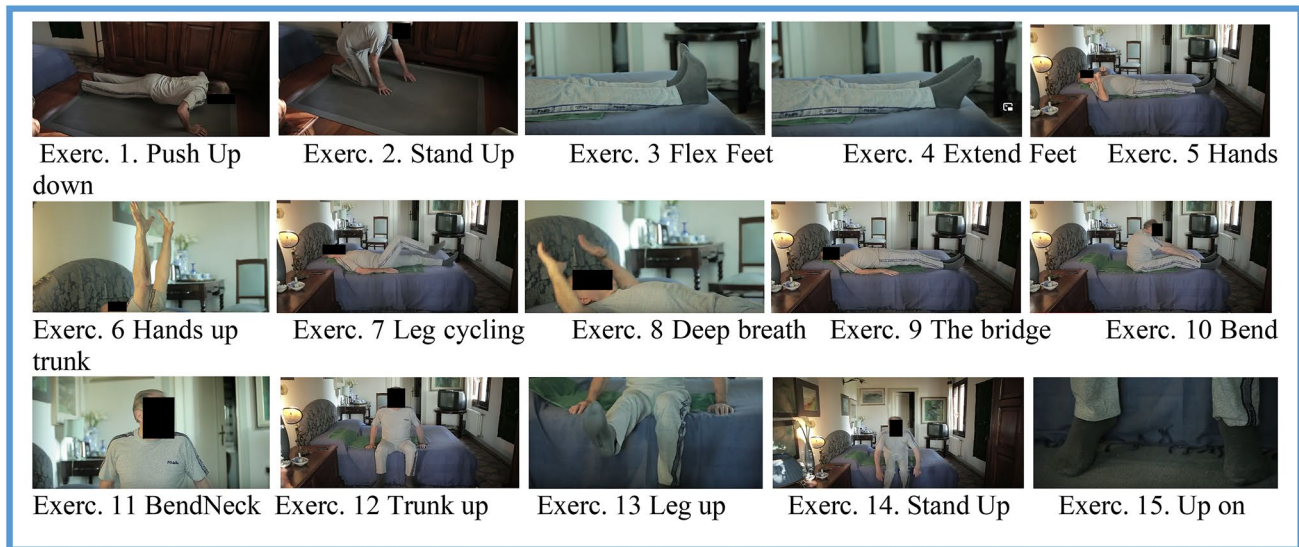 Exerc. 1. Push Up Exerc. 2. Stand Up Exerc. 3 Flex Feet Exerc. 4 Extend Feet Exerc. 5 Hands
down
Exerc. 6 Hands up Exerc. 7 Leg cycling Exerc. 8 Deep breath Exerc. 9 The bridge Exerc. 10 Bend
trunk
Exerc. 11 BendNeck Exerc. 12 Trunk up Exerc. 13 Leg up Exerc. 14. Stand Up Exerc. 15. Up on